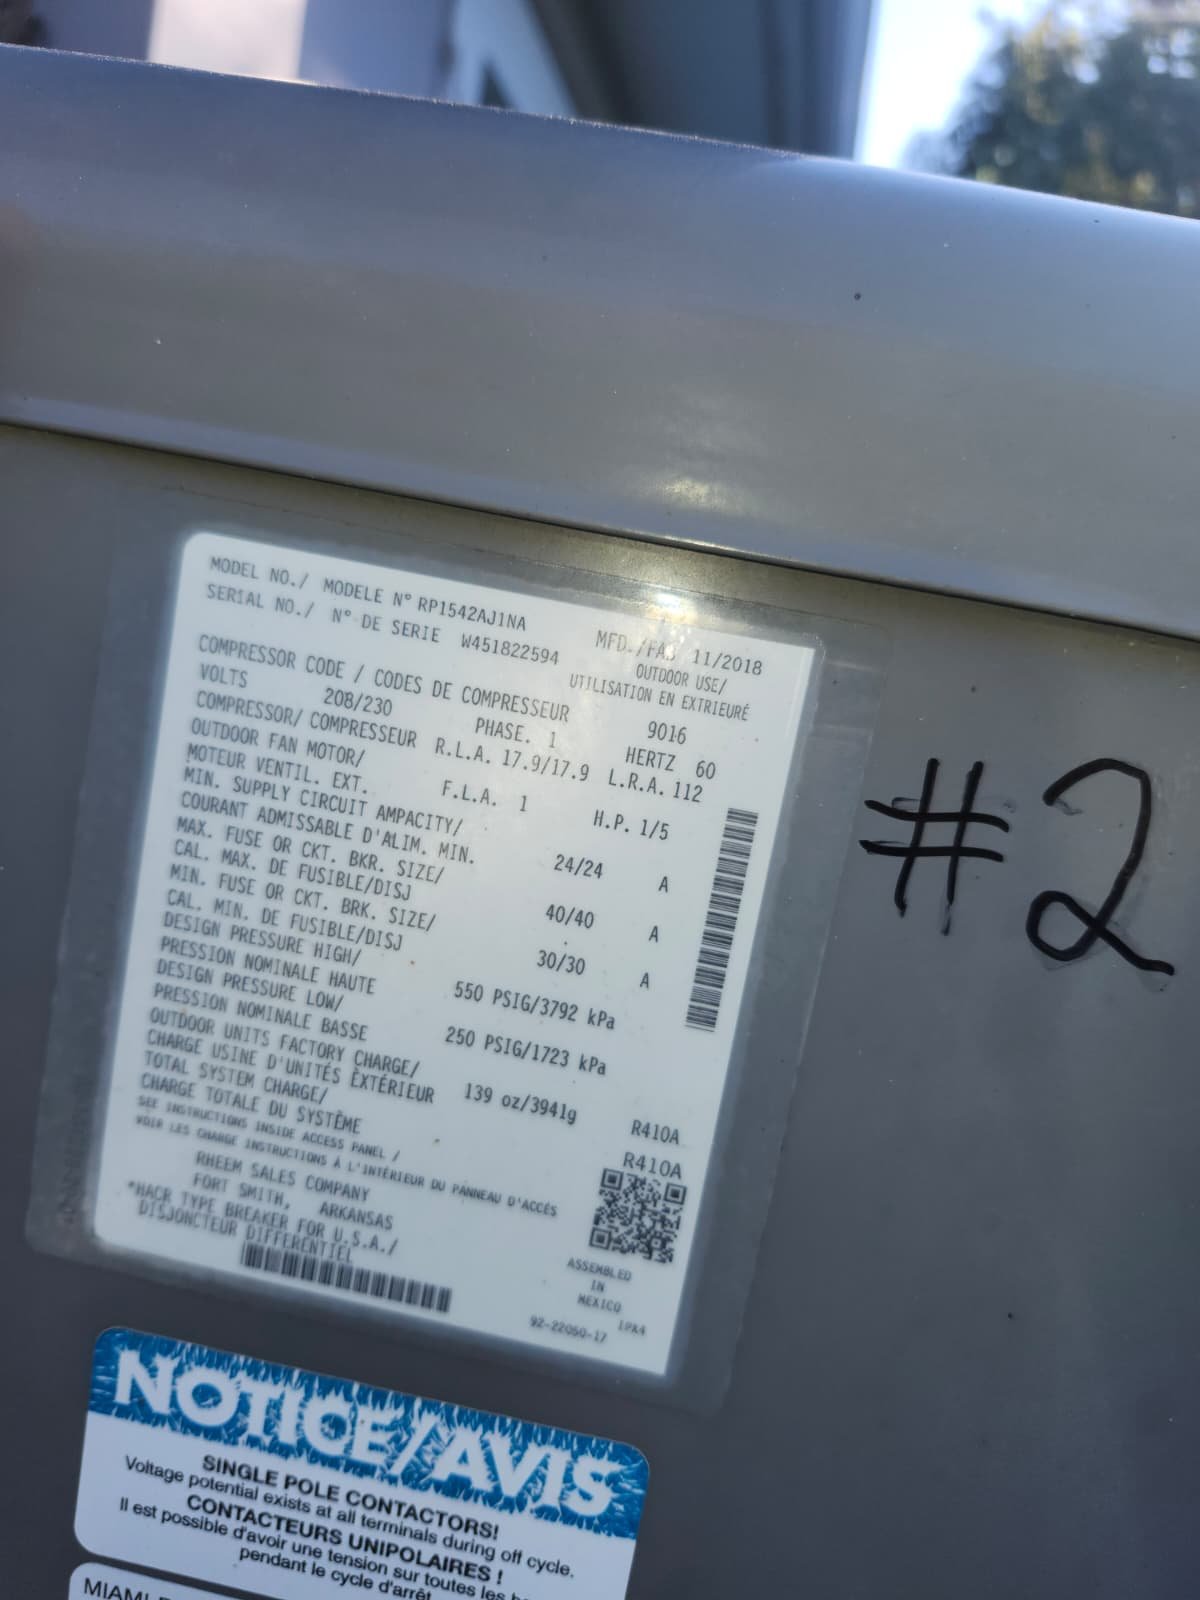 MODEL NO./ MODELE N° RP1542AJ1NA MFD./FAB 11/2018
SERIAL NO./ N° DE SERIE W451822594 OUTDOOR USE/
UTILISATION EN EXTRIEURÉ
COMPRESSOR CODE / CODES DE COMPRESSEUR 9016
VOLTS 208/230 PHASE. 1 HERTZ 60
COMPRESSOR/ COMPRESSEUR R.L.A. 17.9/17.9 L.R.A. 112
OUTDOOR FAN MOTOR/
MOTEUR VENTIL. EXT. F.L.A. 1 H.P. 1/5
MIN. SUPPLY CIRCUIT AMPACITY/
COURANT ADMISSABLE D'ALIM. MIN. 24/24 A
MAX. FUSE OR CKT. BKR. SIZE/
CAL. MAX. DE FUSIBLE/DISJ 40/40 A
MIN. FUSE OR CKT. BRK. SIZE/
CAL. MIN. DE FUSIBLE/DISJ 30/30 A
DESIGN PRESSURE HIGH/
PRESSION NOMINALE HAUTE 550 PSIG/3792 kPa
DESIGN PRESSURE LOW/
PRESSION NOMINALE BASSE 250 PSIG/1723 kPa
OUTDOOR UNITS FACTORY CHARGE/
CHARGE USINE D'UNITÉS ÈXTÉRIEUR 139 oz/3941g R410A
TOTAL SYSTEM CHARGE/
CHARGE TOTALE DU SYSTÊME R410A
SEE INSTRUCTIONS INSIDE ACCESS PANEL /
VOIR LES CHARGE INSTRUCTIONS À L'INTÉRIEUR DU PANNEAU D'ACCÉS
RHEEM SALES COMPANY
FORT SMITH, ARKANSAS
*HACR TYPE BREAKER FOR U.S.A./
DISJONCTEUR DIFFERENTIEL
ASSEMBLED
IN
MEXICO
92-22050-17 1PA4
#2
NOTICE/AVIS
SINGLE POLE CONTACTORS!
Voltage potential exists at all terminals during off cycle.
CONTACTEURS UNIPOLAIRES !
Il est possible d'avoir une tension sur toutes les
pendant le cycle d'arrêt